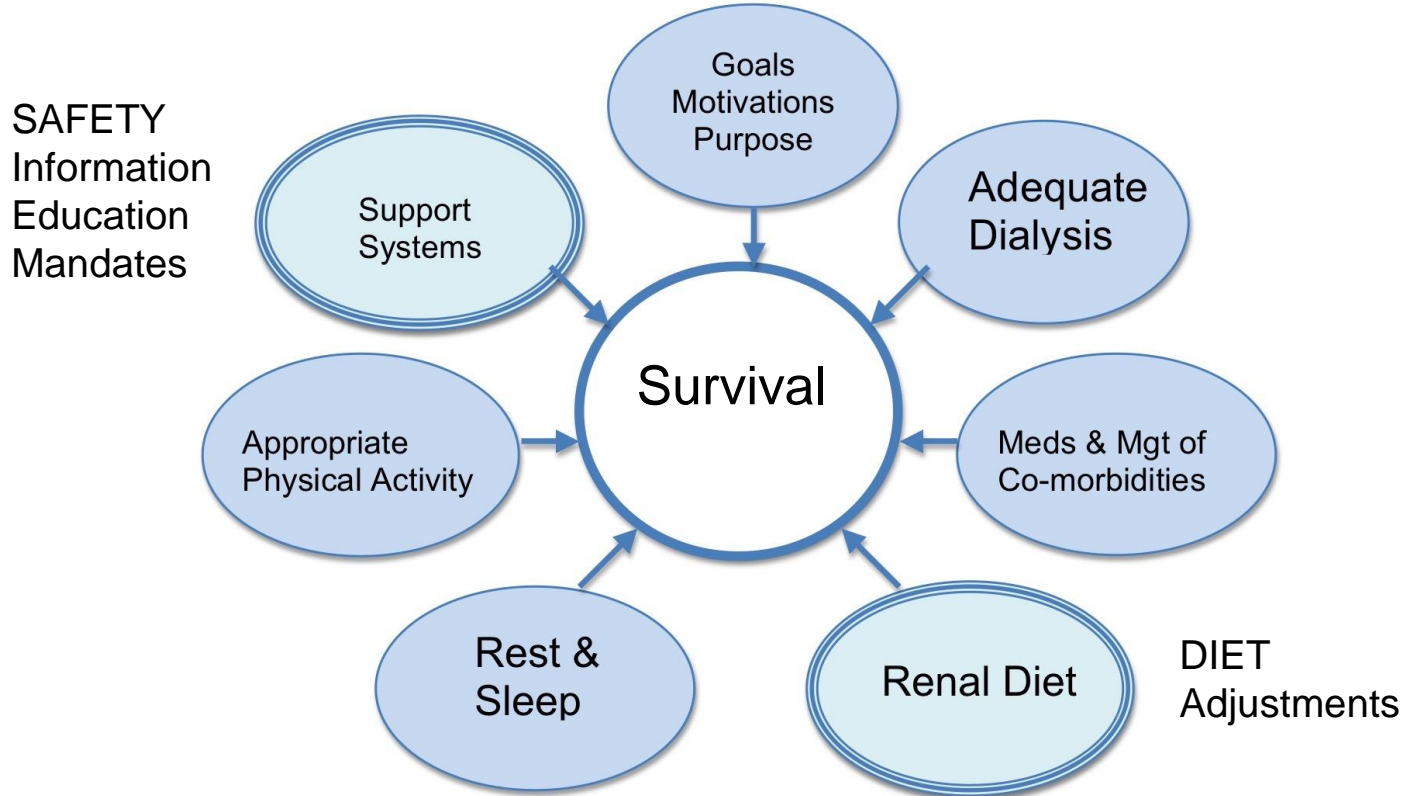 Goals
Motivations
Purpose
SAFETY
Information
Education
Mandates
Support
Systems
Adequate
Dialysis
Survival
Appropriate
Physical Activity
Meds & Mgt of
Co-morbidities
Rest &
Sleep
Renal Diet
DIET
Adjustments